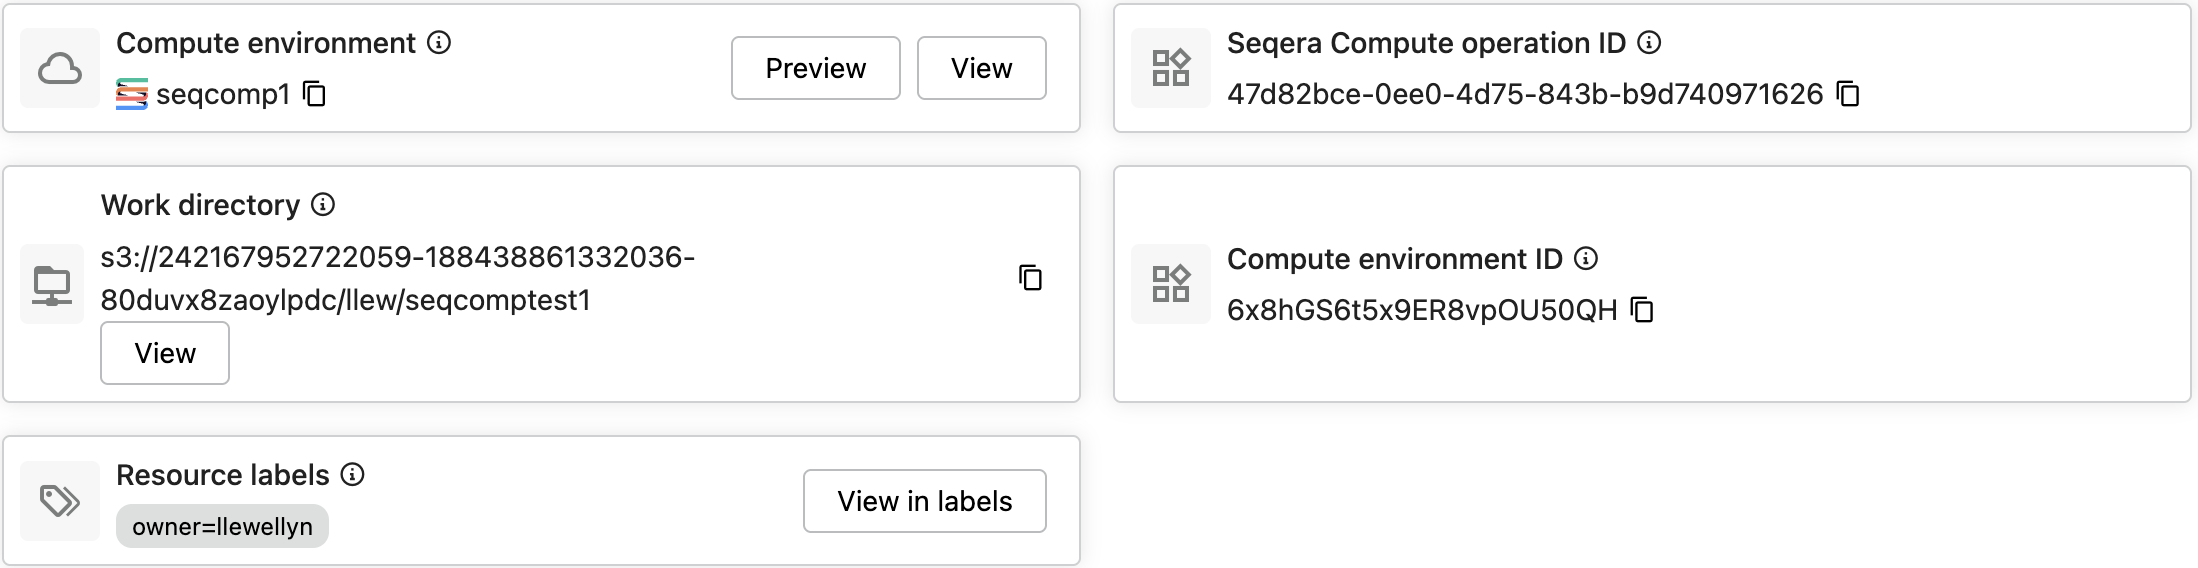 Compute environment
seqcomp1
Preview
View
Seqera Compute operation ID
47d82bce-0ee0-4d75-843b-b9d740971626
Work directory
s3://242167952722059-188438861332036-
80duvx8zaoylpdc/llew/seqcomptest1
View
Compute environment ID
6x8hGS6t5x9ER8vpOU50QH
Resource labels
owner=llewellyn
View in labels